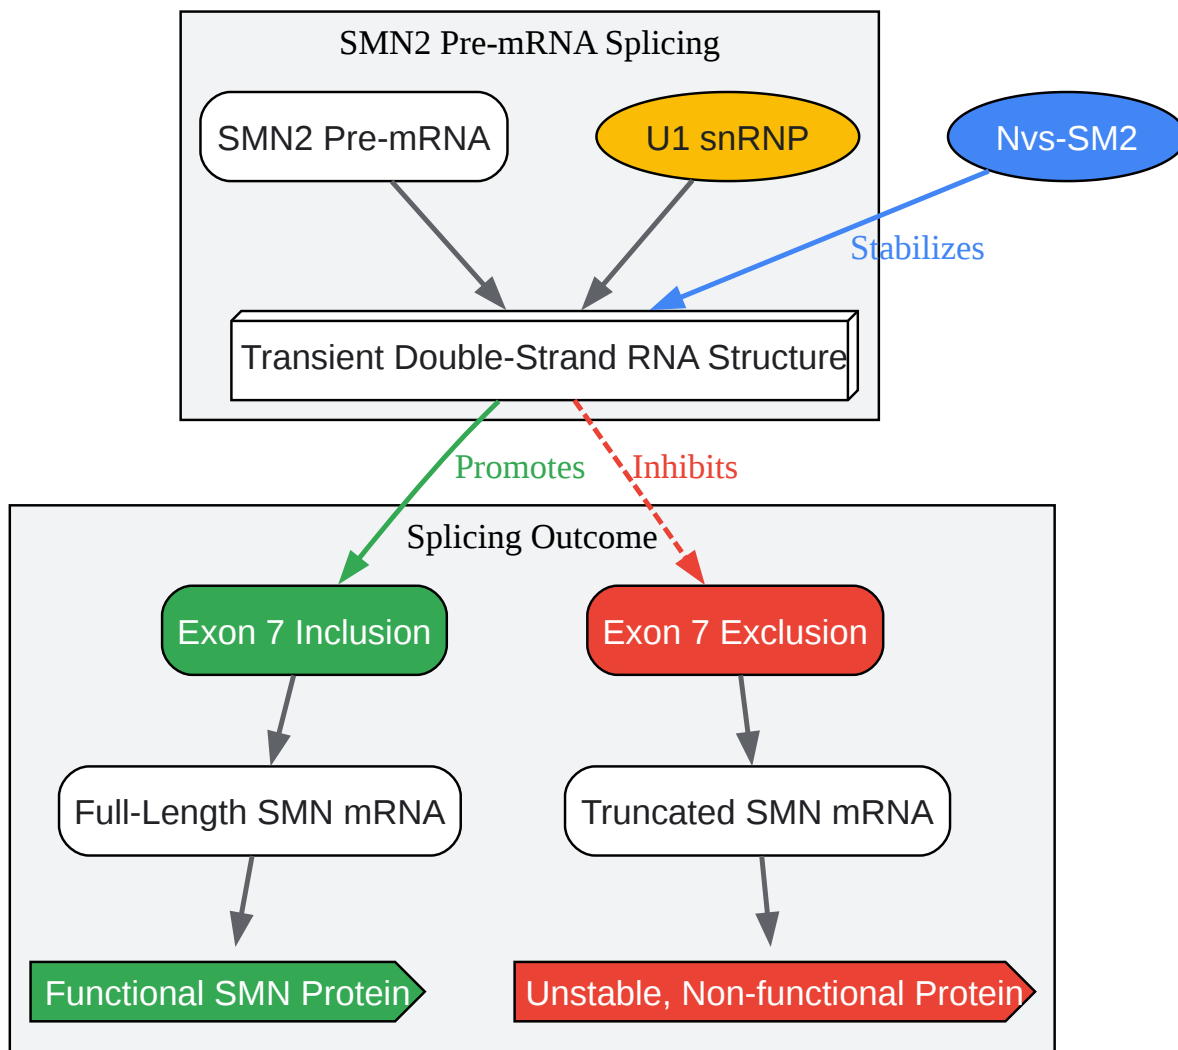 SMN2 Pre-mRNA Splicing
SMN2 Pre-mRNA
U1 snRNP
Nvs-SM2
Stabilizes
Transient Double-Strand RNA Structure
Promotes
Inhibits
Splicing Outcome
Exon 7 Inclusion
Exon 7 Exclusion
Full-Length SMN mRNA
Truncated SMN mRNA
Functional SMN Protein
Unstable, Non-functional Protein